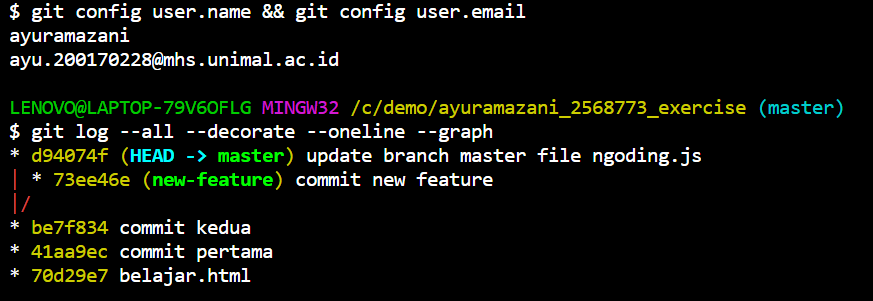 $ git config user.name && git config user.email
ayuramazani
ayu.200170228@mhs.unimal.ac.id
LENOVO@LAPTOP-79V6OFLG MINGW32 /c/demo/ayuramazani_2568773_exercise (master)
$ git log --all --decorate --oneline --graph
* d94074f (HEAD -> master) update branch master file ngoding.js
| * 73ee46e (new-feature) commit new feature
|/
* be7f834 commit kedua
* 41aa9ec commit pertama
* 70d29e7 belajar.html